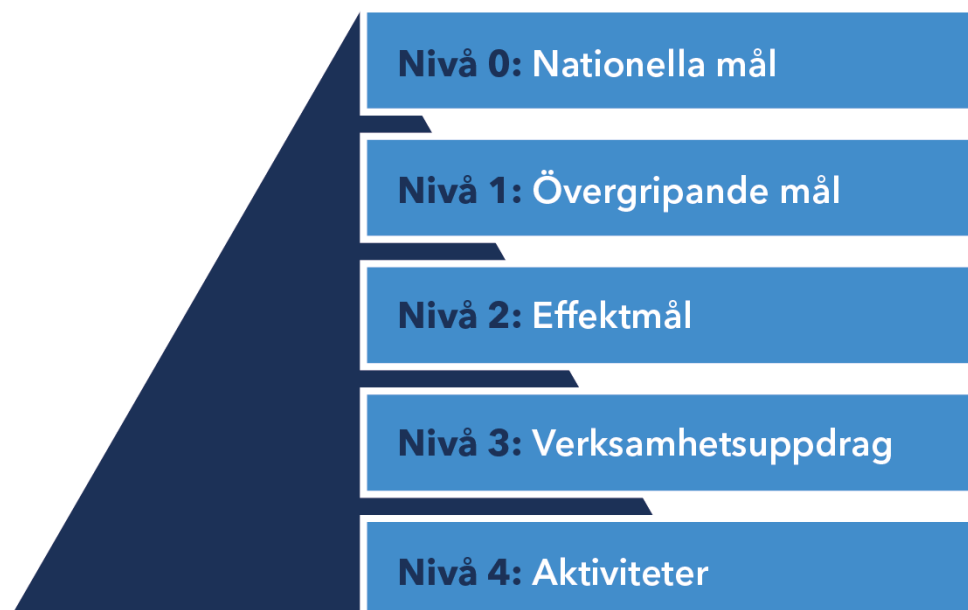 Nivå 0: Nationella mål
Nivå 1: Övergripande mål
Nivå 2: Effektmål
Nivå 3: Verksamhetsuppdrag
Nivå 4: Aktiviteter